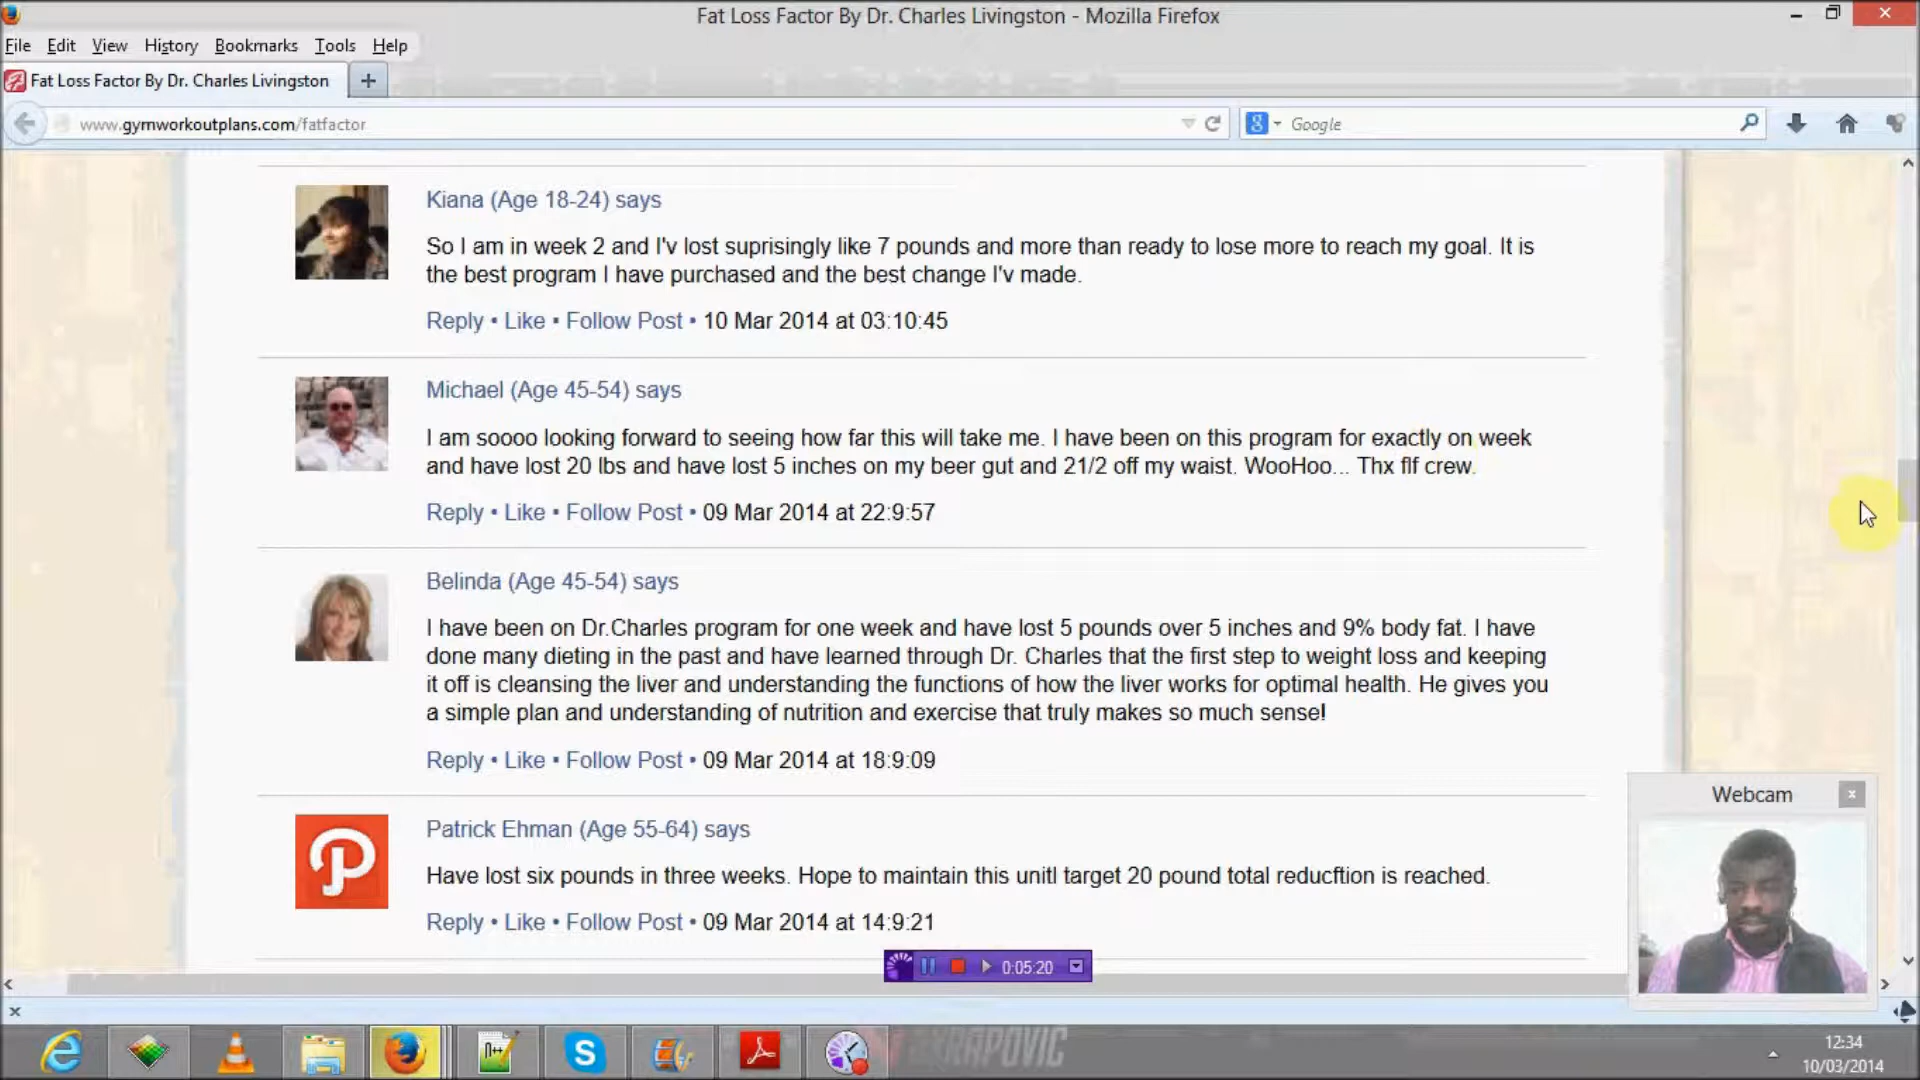 Fat Loss Factor By Dr. Charles Livingston - Mozilla Firefox
File Edit View History Bookmarks Tools Help
Fat Loss Factor By Dr. Charles Livingston
www.gymworkoutplans.com/fatfactor
Google
Kiana (Age 18-24) says
So I am in week 2 and I'v lost suprisingly like 7 pounds and more than ready to lose more to reach my goal. It is
the best program I have purchased and the best change I'v made.
Reply • Like • Follow Post • 10 Mar 2014 at 03:10:45
Michael (Age 45-54) says
I am soooo looking forward to seeing how far this will take me. I have been on this program for exactly on week
and have lost 20 lbs and have lost 5 inches on my beer gut and 21/2 off my waist. WooHoo... Thx flf crew.
Reply • Like • Follow Post • 09 Mar 2014 at 22:9:57
Belinda (Age 45-54) says
I have been on Dr.Charles program for one week and have lost 5 pounds over 5 inches and 9% body fat. I have
done many dieting in the past and have learned through Dr. Charles that the first step to weight loss and keeping
it off is cleansing the liver and understanding the functions of how the liver works for optimal health. He gives you
a simple plan and understanding of nutrition and exercise that truly makes so much sense!
Reply • Like • Follow Post • 09 Mar 2014 at 18:9:09
Patrick Ehman (Age 55-64) says
Have lost six pounds in three weeks. Hope to maintain this unitl target 20 pound total reducftion is reached.
Reply • Like • Follow Post • 09 Mar 2014 at 14:9:21
Webcam
0:05:20
12:34
10/03/2014